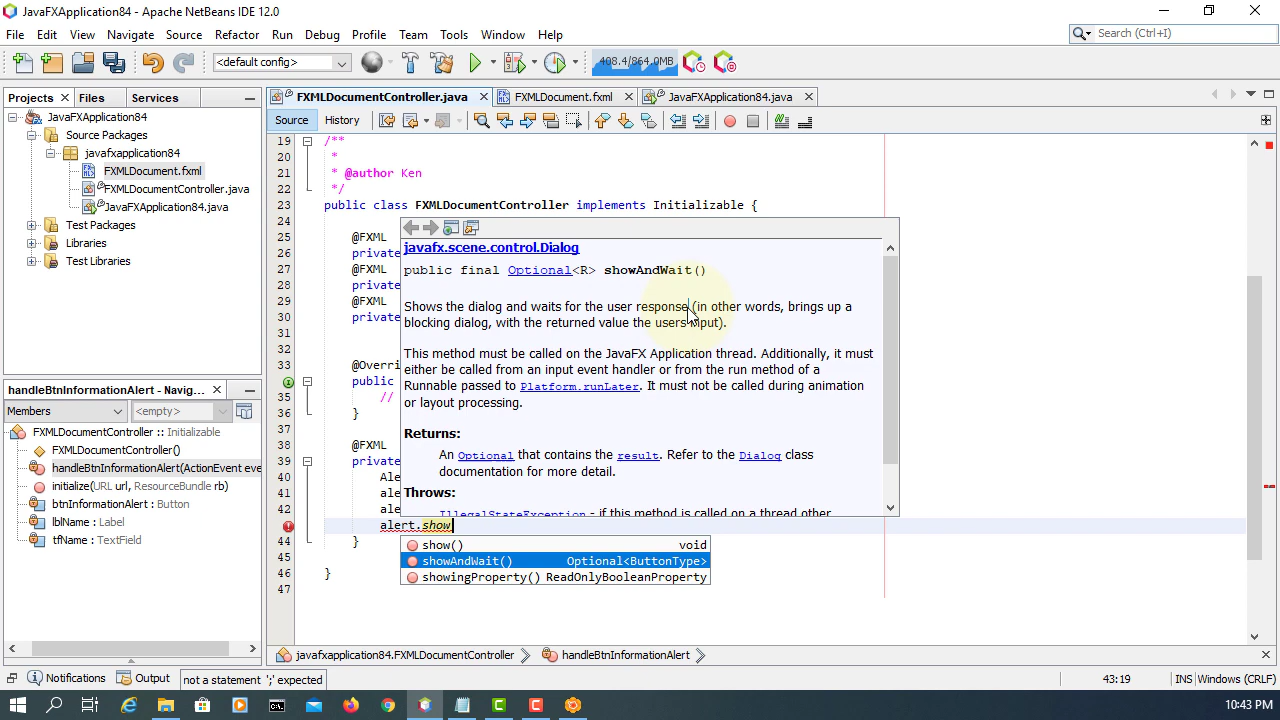 JavaFXApplication84 - Apache NetBeans IDE 12.0
File Edit View Navigate Source Refactor Run Debug Profile Team Tools Window Help
Search (Ctrl+I)
<default config>
408.4/864.0MB
Projects Files Services
FXMLDocumentController.java FXMLDocument.fxml JavaFXApplication84.java
Source History
JavaFXApplication84
Source Packages
javafxapplication84
FXMLDocument.fxml
FXMLDocumentController.java
JavaFXApplication84.java
Test Packages
Libraries
Test Libraries
handleBtnInformationAlert - Navig...
Members <empty>
FXMLDocumentController :: Initializable
FXMLDocumentController()
handleBtnInformationAlert(ActionEvent eve
initialize(URL url, ResourceBundle rb)
btnInformationAlert : Button
lblName : Label
tfName : TextField
19 /**
20 *
21 * @author Ken
22 */
23 public class FXMLDocumentController implements Initializable {
24
25 @FXML
26 private
27 @FXML
28 private
29 @FXML
30 private
31
32
33 @Overri
34 public
35 //
36 }
37
38 @FXML
39 private
40 Ale
41 ale
42 ale
alert.show
44 }
45
46 }
47
javafx.scene.control.Dialog
public final Optional<R> showAndWait()
Shows the dialog and waits for the user response (in other words, brings up a
blocking dialog, with the returned value the users input).
This method must be called on the JavaFX Application thread. Additionally, it must
either be called from an input event handler or from the run method of a
Runnable passed to Platform.runLater. It must not be called during animation
or layout processing.
Returns:
An Optional that contains the result. Refer to the Dialog class
documentation for more detail.
Throws:
IllegalStateException - if this method is called on a thread other
show() void
showAndWait() Optional<ButtonType>
showingProperty() ReadOnlyBooleanProperty
javafxapplication84.FXMLDocumentController handleBtnInformationAlert
Notifications Output not a statement ';' expected
43:19 INS Windows (CRLF)
10:43 PM